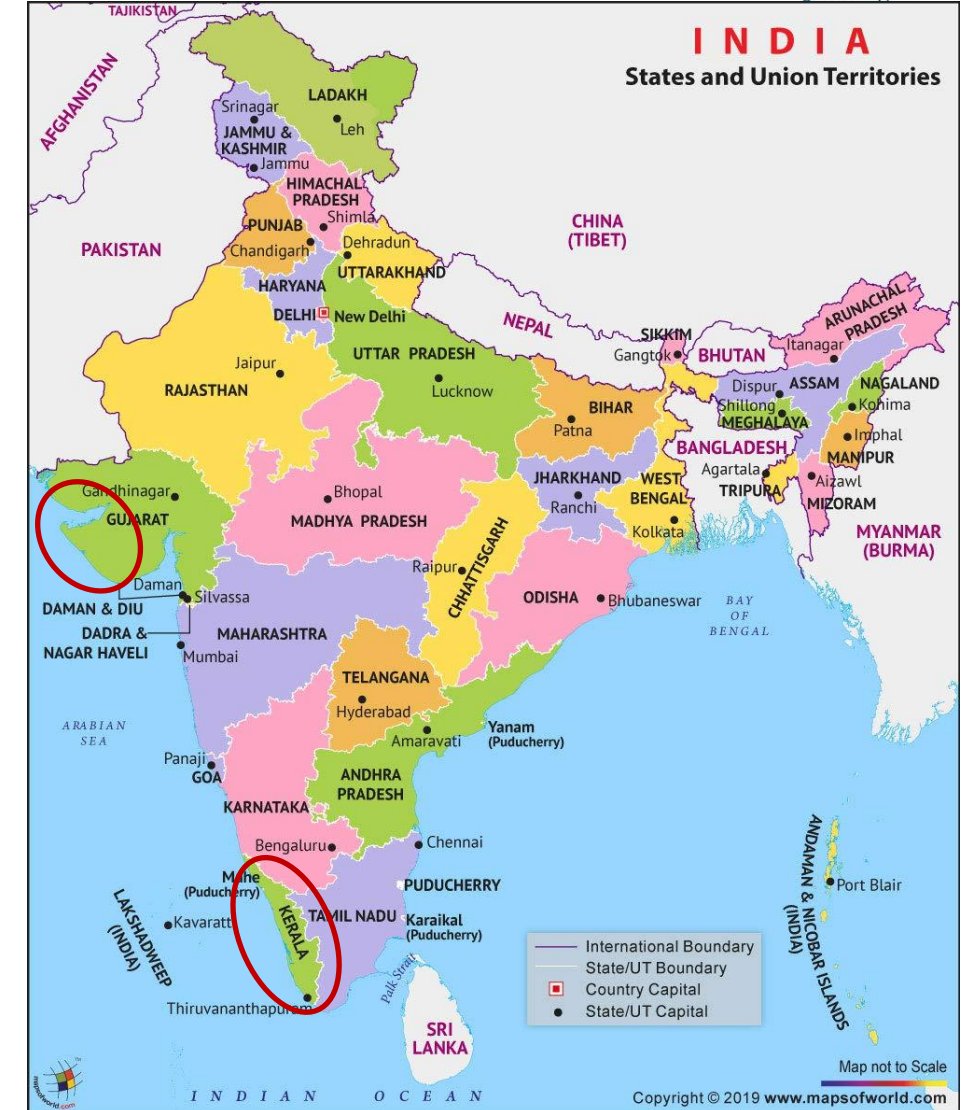 TAJIKISTAN
I N D I A
States and Union Territories
AFGHANISTAN
LADAKH
Srinagar
Leh
JAMMU &
KASHMIR
Jammu
HIMACHAL
PRADESH
Shimla
PUNJAB
Chandigarh
CHINA
(TIBET)
PAKISTAN
Dehradun
UTTARAKHAND
HARYANA
DELHI
New Delhi
NEPAL
SIKKIM
Gangtok
BHUTAN
ARUNACHAL
PRADESH
Itanagar
UTTAR PRADESH
Lucknow
Jaipur
RAJASTHAN
BIHAR
Patna
Dispur
ASSAM
NAGALAND
Shillong
MEGHALAYA
Kohima
Imphal
MANIPUR
BANGLADESH
Agartala
TRIPURA
Aizawl
MIZORAM
MYANMAR
(BURMA)
Gandhinagar
GUJARAT
Bhopal
MADHYA PRADESH
JHARKHAND
Ranchi
WEST
BENGAL
Kolkata
Raipur
CHHATTISGARH
ODISHA
Bhubaneswar
BAY
OF
BENGAL
Daman
Silvassa
DAMAN & DIU
DADRA &
NAGAR HAVELI
MAHARASHTRA
Mumbai
TELANGANA
Hyderabad
ARABIAN
SEA
Amaravati
Yanam
(Puducherry)
Panaji
GOA
ANDHRA
PRADESH
KARNATAKA
Bengaluru
Chennai
Mahe
(Puducherry)
PUDUCHERRY
KERALA
TAMIL NADU
Karaikal
(Puducherry)
LAKSHADWEEP
(INDIA)
Kavaratti
Thiruvananthapuram
Palk Strait
SRI
LANKA
ANDAMAN & NICOBAR ISLANDS
(INDIA)
Port Blair
International Boundary
State/UT Boundary
Country Capital
State/UT Capital
INDIAN OCEAN
Map not to Scale
Copyright © 2019 www.mapsofworld.com
mapsofworld.com